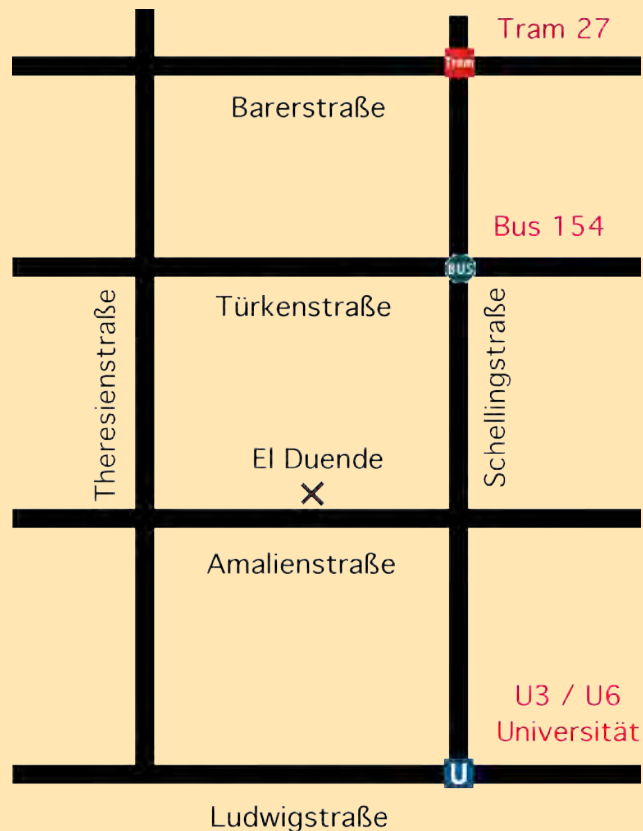 Tram 27
Tram
Barerstraße
Bus 154
BUS
Türkenstraße
Theresienstraße
Schellingstraße
El Duende
Amalienstraße
U3 / U6
Universität
U
Ludwigstraße